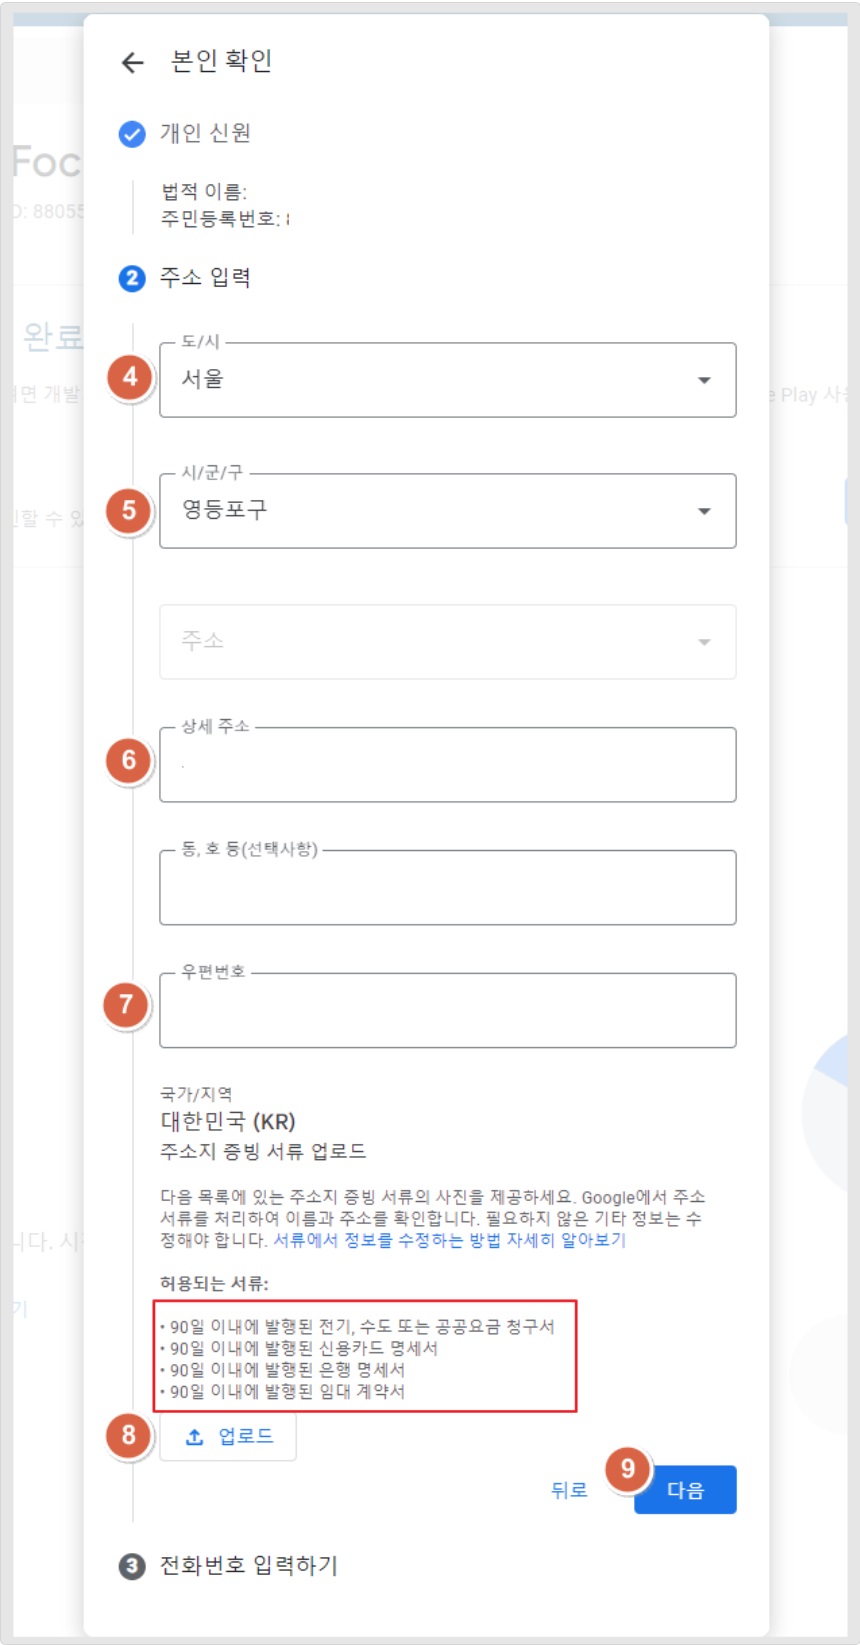 본인 확인
개인 신원
Foc
D: 88055
법적 이름:
주민등록번호:
2 주소 입력
완료
도/시
4 서울
면 개발
e Play 사용
시/군/구
5 영등포구
할 수 있
주소
상세 주소
6
동, 호 등(선택사항)
우편번호
7
국가/지역
대한민국 (KR)
주소지 증빙 서류 업로드
다음 목록에 있는 주소지 증빙 서류의 사진을 제공하세요. Google에서 주소
서류를 처리하여 이름과 주소를 확인합니다. 필요하지 않은 기타 정보는 수
정해야 합니다. 서류에서 정보를 수정하는 방법 자세히 알아보기
니다. 시
허용되는 서류:
기
• 90일 이내에 발행된 전기, 수도 또는 공공요금 청구서
• 90일 이내에 발행된 신용카드 명세서
• 90일 이내에 발행된 은행 명세서
• 90일 이내에 발행된 임대 계약서
8 업로드
뒤로
9 다음
3 전화번호 입력하기